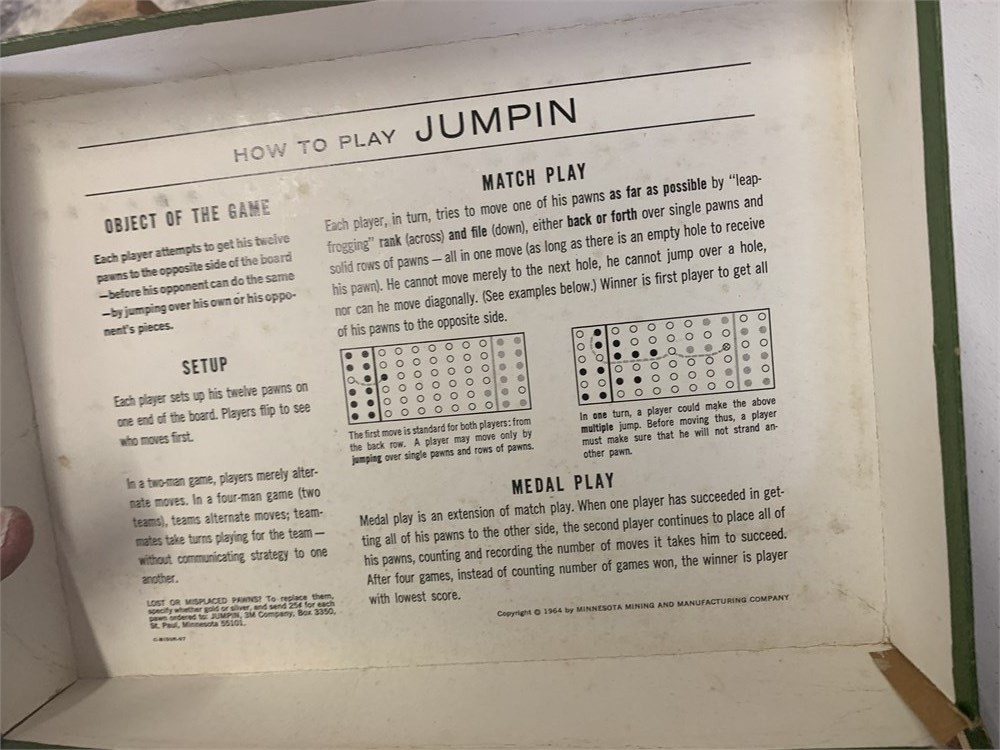 HOW TO PLAY JUMPIN
OBJECT OF THE GAME
Each player attempts to get his twelve
pawns to the opposite side of the board
—before his opponent can do the same
—by jumping over his own or his oppo-
nent's pieces.
SETUP
Each player sets up his twelve pawns on
one end of the board. Players flip to see
who moves first.
In a two-man game, players merely alter-
nate moves. In a four-man game (two
teams), teams alternate moves; team-
mates take turns playing for the team —
without communicating strategy to one
another.
LOST OR MISPLACED PAWNS? To replace them,
specify whether gold or silver, and send 25¢ for each
pawn ordered to: JUMPIN, 3M Company, Box 3350,
St. Paul, Minnesota 55101.
MATCH PLAY
Each player, in turn, tries to move one of his pawns as far as possible by “leap-
frogging” rank (across) and file (down), either back or forth over single pawns and
solid rows of pawns — all in one move (as long as there is an empty hole to receive
his pawn). He cannot move merely to the next hole, he cannot jump over a hole,
nor can he move diagonally. (See examples below.) Winner is first player to get all
of his pawns to the opposite side.
The first move is standard for both players: from
the back row. A player may move only by
jumping over single pawns and rows of pawns.
In one turn, a player could make the above
multiple jump. Before moving thus, a player
must make sure that he will not strand an-
other pawn.
MEDAL PLAY
Medal play is an extension of match play. When one player has succeeded in get-
ting all of his pawns to the other side, the second player continues to place all of
his pawns, counting and recording the number of moves it takes him to succeed.
After four games, instead of counting number of games won, the winner is player
with lowest score.
Copyright © 1964 by MINNESOTA MINING AND MANUFACTURING COMPANY